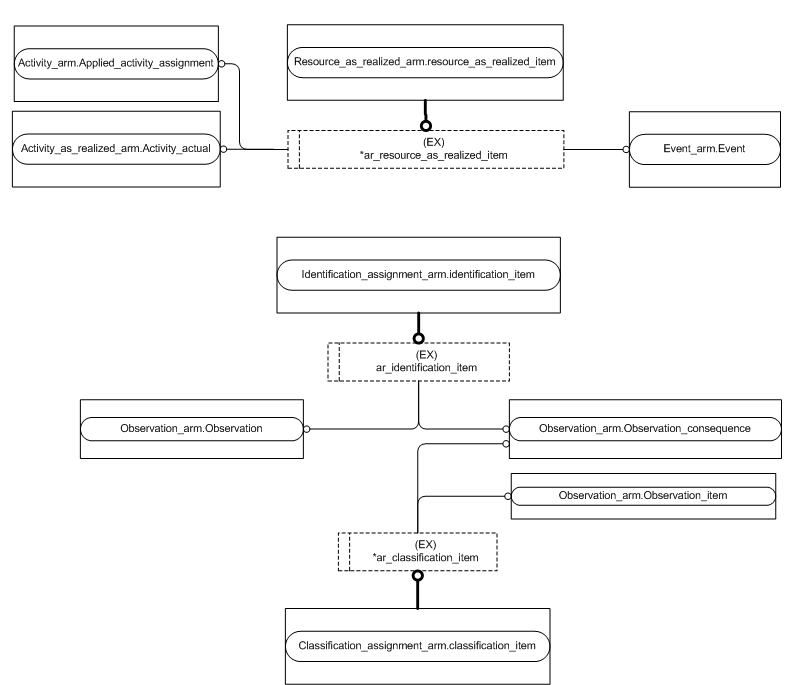 Activity_arm.Applied_activity_assignment
Resource_as_realized_arm.resource_as_realized_item
Activity_as_realized_arm.Activity_actual
(EX)
*ar_resource_as_realized_item
Event_arm.Event
Identification_assignment_arm.identification_item
(EX)
ar_identification_item
Observation_arm.Observation
Observation_arm.Observation_consequence
Observation_arm.Observation_item
(EX)
*ar_classification_item
Classification_assignment_arm.classification_item